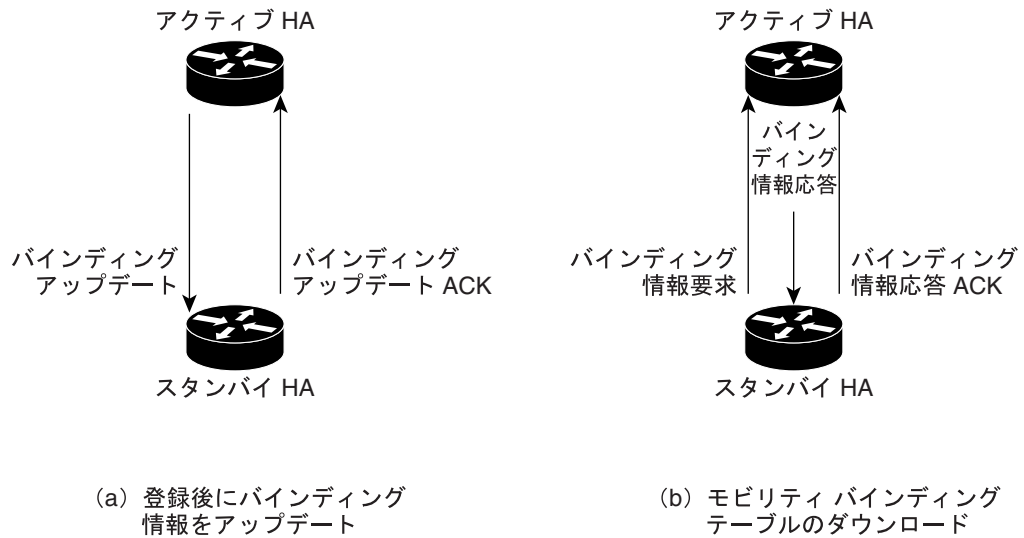 アクティブ HA
バインディング
アップデート
バインディング
アップデート ACK
スタンバイ HA
(a) 登録後にバインディング
情報をアップデート
アクティブ HA
バイン
ディング
情報応答
バインディング
情報要求
バインディング
情報応答 ACK
スタンバイ HA
(b) モビリティ バインディング
テーブルのダウンロード